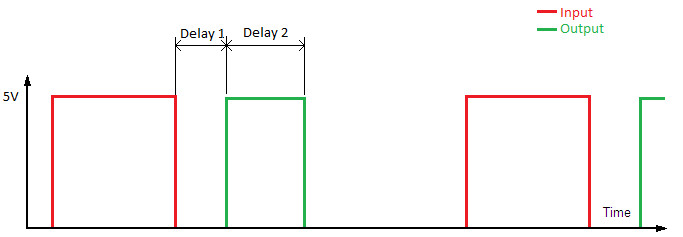 Input
Output
Delay 1
Delay 2
5V
Time